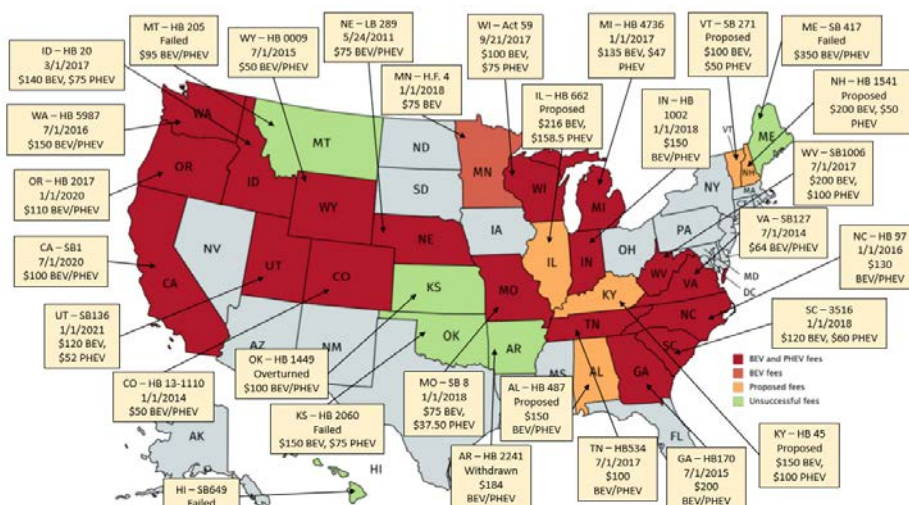 MT – HB 205
Failed
$95 BEV/PHEV
WY – HB 0009
7/1/2015
$50 BEV/PHEV
NE – LB 289
5/24/2011
$75 BEV/PHEV
WI – Act 59
9/21/2017
$100 BEV,
$75 PHEV
MI – HB 4736
1/1/2017
$135 BEV, $47
PHEV
VT – SB 271
Proposed
$100 BEV,
$50 PHEV
ME – SB 417
Failed
$350 BEV/PHEV
ID – HB 20
3/1/2017
$140 BEV, $75 PHEV
MN – H.F. 4
1/1/2018
$75 BEV
IL – HB 662
Proposed
$216 BEV,
$158.5 PHEV
IN – HB
1002
1/1/2018
$150
BEV/PHEV
NH – HB 1541
Proposed
$200 BEV, $50
PHEV
WA – HB 5987
7/1/2016
$150 BEV/PHEV
WV – SB1006
7/1/2017
$200 BEV,
$100 PHEV
OR – HB 2017
1/1/2020
$110 BEV/PHEV
VA – SB127
7/1/2014
$64 BEV/PHEV
CA – SB1
7/1/2020
$100 BEV/PHEV
NC – HB 97
1/1/2016
$130
BEV/PHEV
UT – SB136
1/1/2021
$120 BEV,
$52 PHEV
SC – 3516
1/1/2018
$120 BEV, $60 PHEV
CO – HB 13-1110
1/1/2014
$50 BEV/PHEV
OK – HB 1449
Overturned
$100 BEV/PHEV
KS – HB 2060
Failed
$150 BEV, $75 PHEV
MO – SB 8
1/1/2018
$75 BEV,
$37.50 PHEV
AL – HB 487
Proposed
$150
BEV/PHEV
AR – HB 2241
Withdrawn
$184
BEV/PHEV
TN – HB534
7/1/2017
$100
BEV/PHEV
GA – HB170
7/1/2015
$200
BEV/PHEV
KY – HB 45
Proposed
$150 BEV,
$100 PHEV
HI – SB649
Failed
WA
OR
CA
NV
ID
MT
WY
UT
CO
AZ
NM
ND
SD
NE
KS
OK
MN
IA
MO
AR
WI
IL
MI
IN
OH
KY
TN
MS
AL
GA
FL
SC
NC
VA
WV
PA
NY
VT
NH
ME
MA
MD
DC
AK
HI
BEV and PHEV fees
BEV fees
Proposed fees
Unsuccessful fees